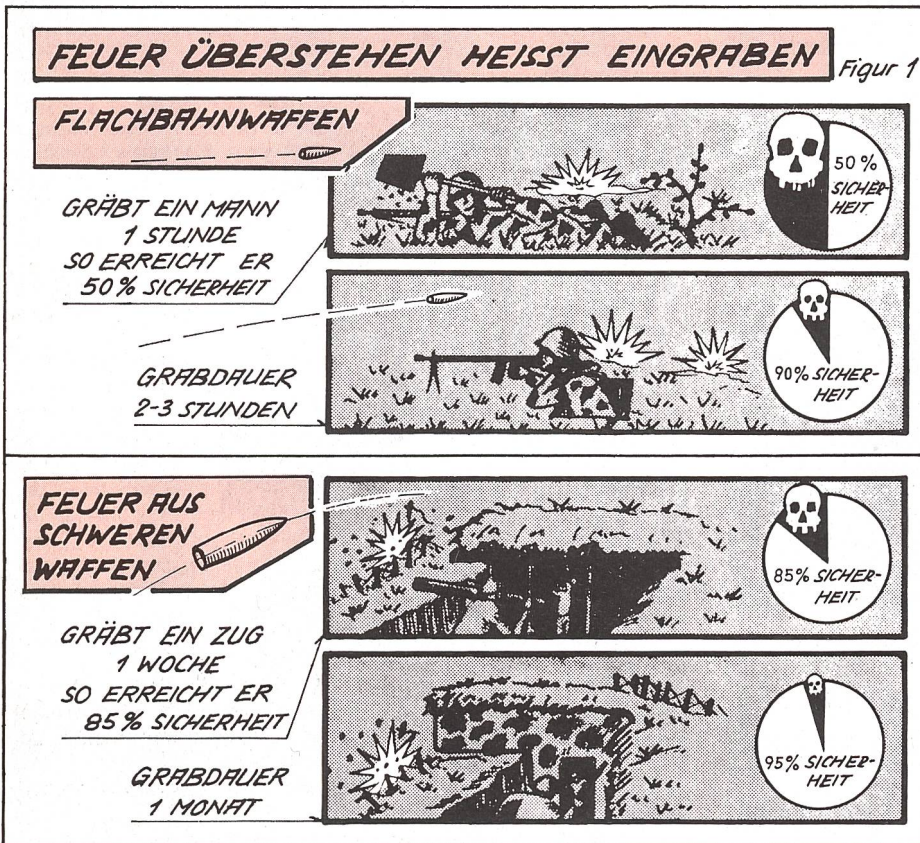 FEUER ÜBERSTEHEN HEISST EINGRABEN
Figur 1
FLACHBAHNWAFFEN
GRÄBT EIN MANN
1 STUNDE
SO ERREICHT ER
50% SICHERHEIT
50%
SICHER-
HEIT
GRABDAUER
2-3 STUNDEN
90% SICHER-
HEIT
FEUER AUS
SCHWEREN
WAFFEN
GRÄBT EIN ZUG
1 WOCHE
SO ERREICHT ER
85% SICHERHEIT
85% SICHER-
HEIT
GRABDAUER
1 MONAT
95% SICHER-
HEIT